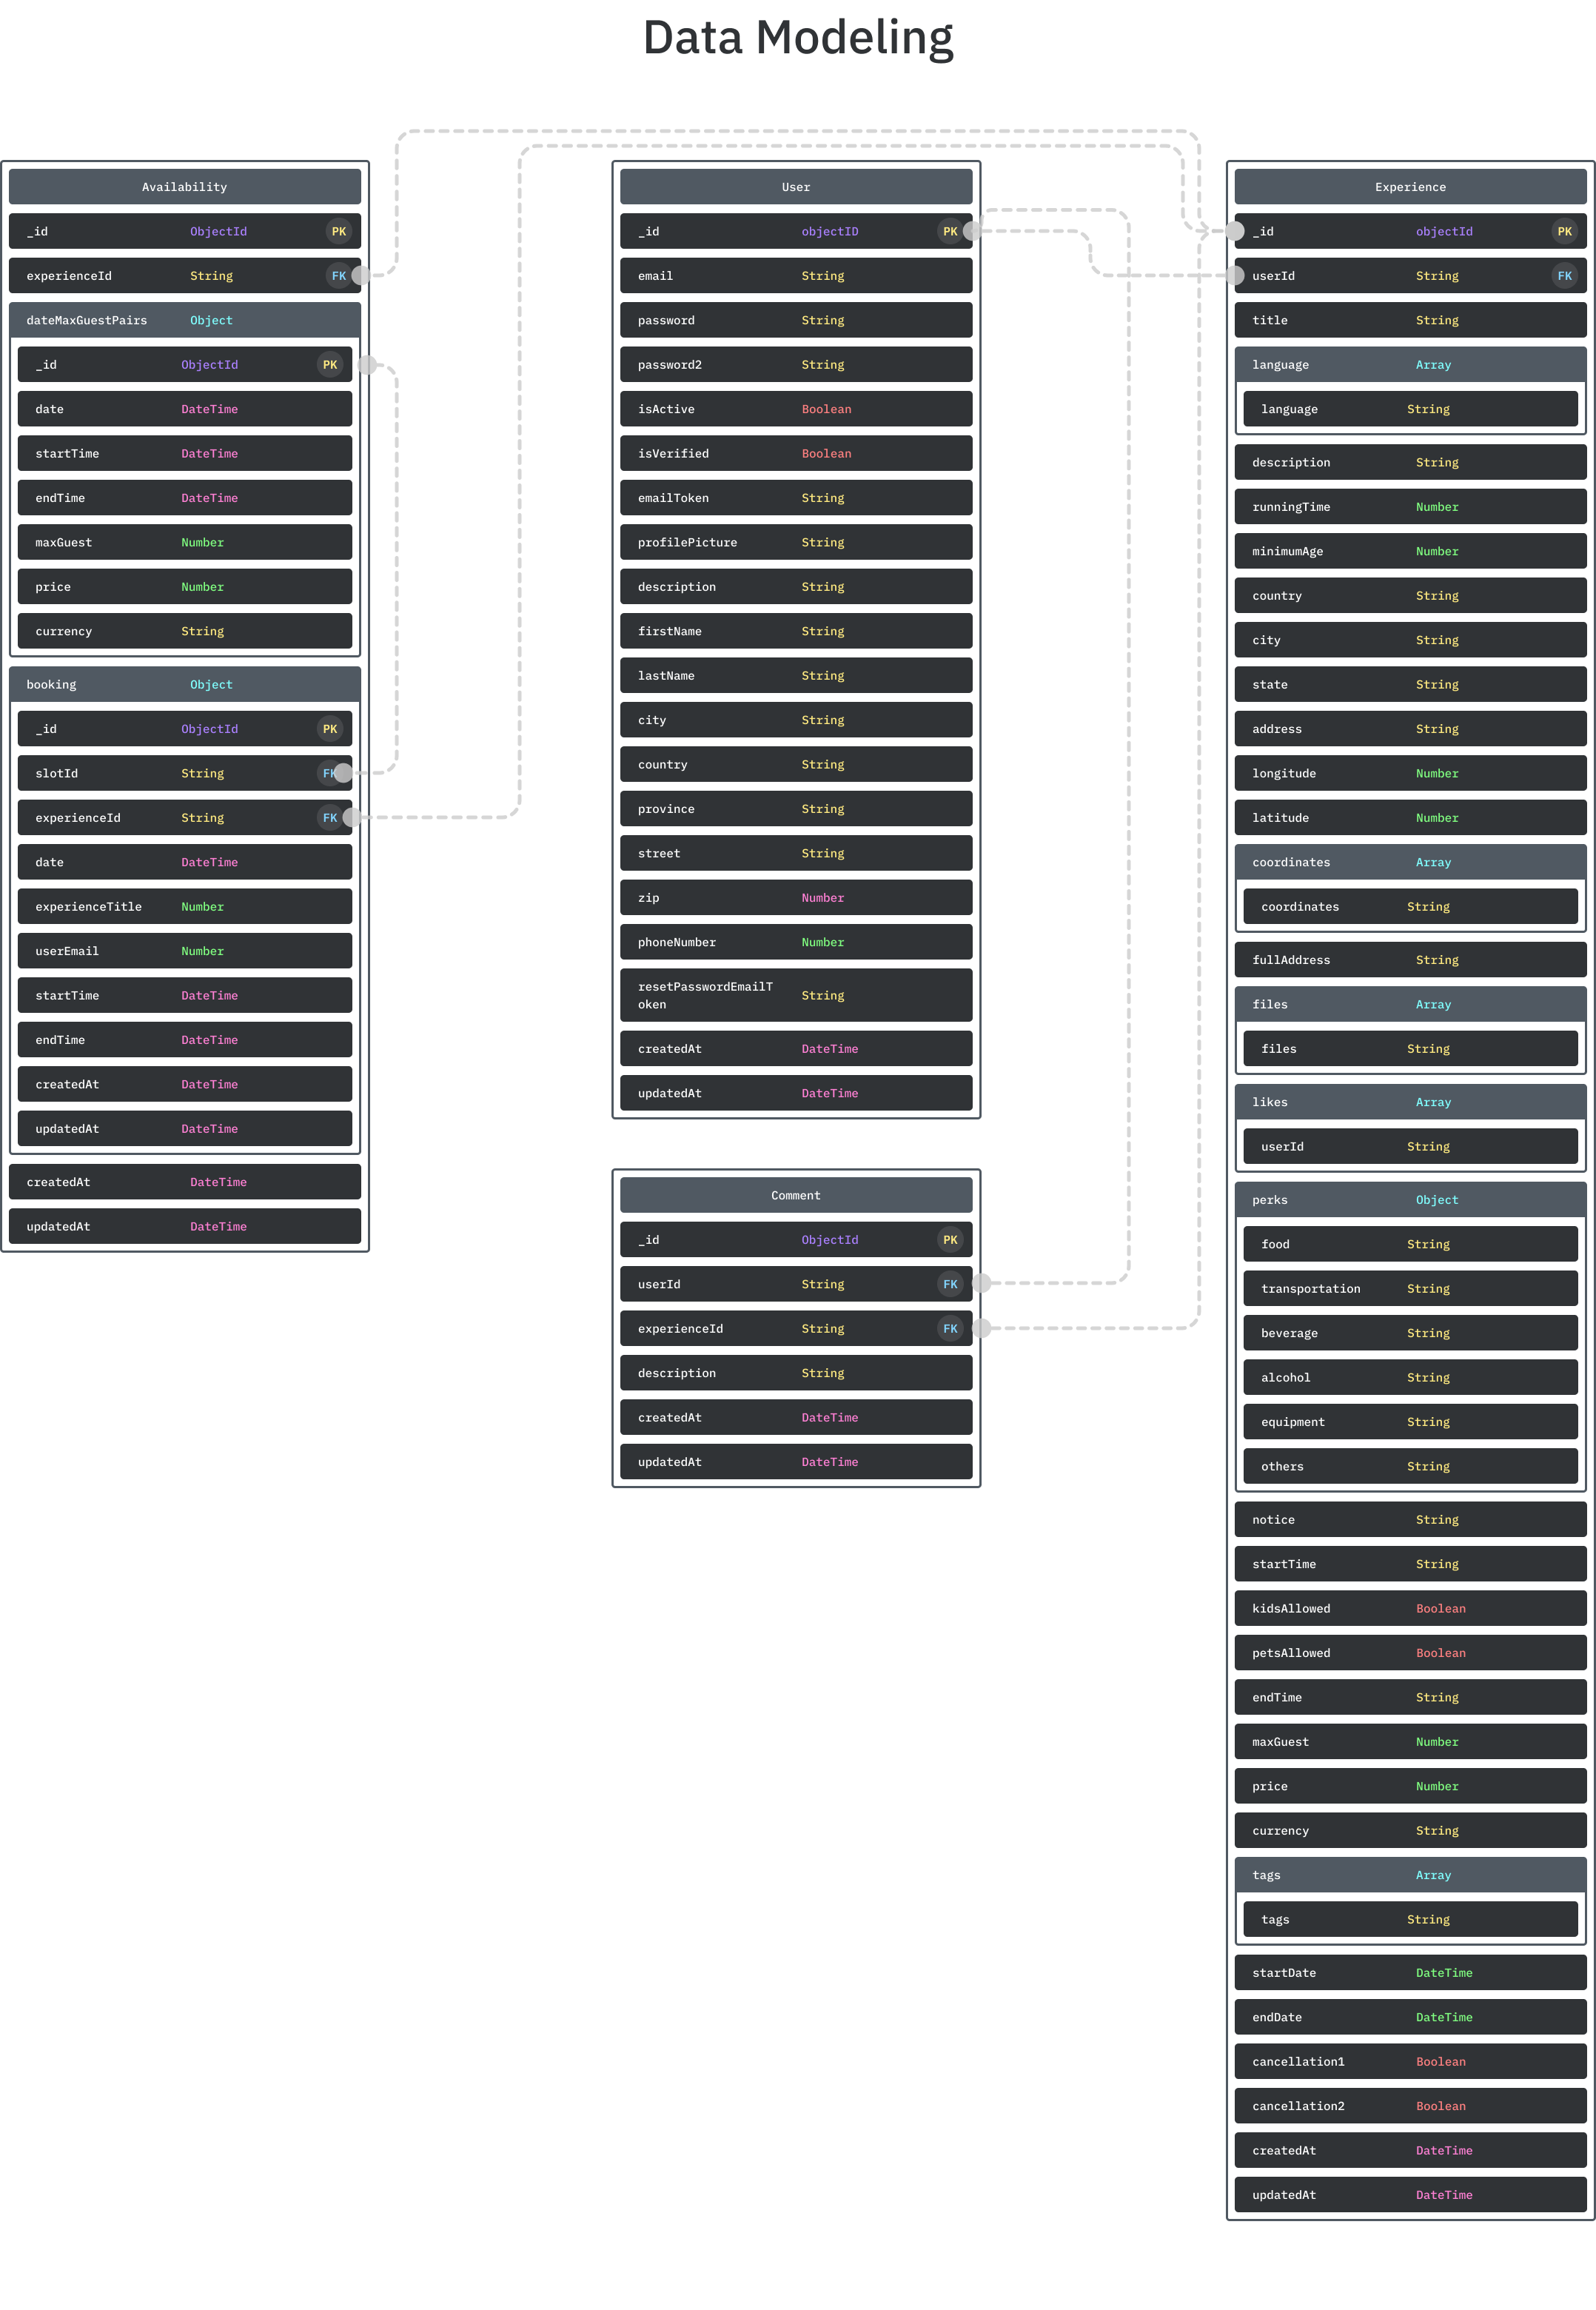 Data Modeling
Availability
_id ObjectId PK
experienceId String FK
dateMaxGuestPairs Object
_id ObjectId PK
date DateTime
startTime DateTime
endTime DateTime
maxGuest Number
price Number
currency String
booking Object
_id ObjectId PK
slotId String FK
experienceId String FK
date DateTime
experienceTitle Number
userEmail Number
startTime DateTime
endTime DateTime
createdAt DateTime
updatedAt DateTime
createdAt DateTime
updatedAt DateTime
User
_id objectID PK
email String
password String
password2 String
isActive Boolean
isVerified Boolean
emailToken String
profilePicture String
description String
firstName String
lastName String
city String
country String
province String
street String
zip Number
phoneNumber Number
resetPasswordEmailT
oken String
createdAt DateTime
updatedAt DateTime
Comment
_id ObjectId PK
userId String FK
experienceId String FK
description String
createdAt DateTime
updatedAt DateTime
Experience
_id objectId PK
userId String FK
title String
language Array
language String
description String
runningTime Number
minimumAge Number
country String
city String
state String
address String
longitude Number
latitude Number
coordinates Array
coordinates String
fullAddress String
files Array
files String
likes Array
userId String
perks Object
food String
transportation String
beverage String
alcohol String
equipment String
others String
notice String
startTime String
kidsAllowed Boolean
petsAllowed Boolean
endTime String
maxGuest Number
price Number
currency String
tags Array
tags String
startDate DateTime
endDate DateTime
cancellation1 Boolean
cancellation2 Boolean
createdAt DateTime
updatedAt DateTime